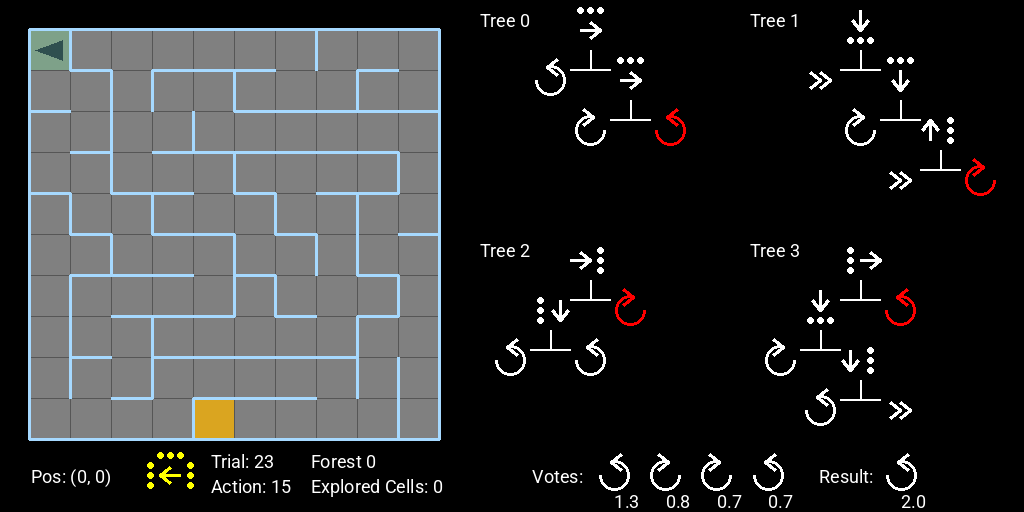 Tree 0
Tree 1
Tree 2
Tree 3
Pos: (0, 0)
Trial: 23
Forest 0
Action: 15
Explored Cells: 0
Votes:
1.3
0.8
0.7
0.7
Result:
2.0